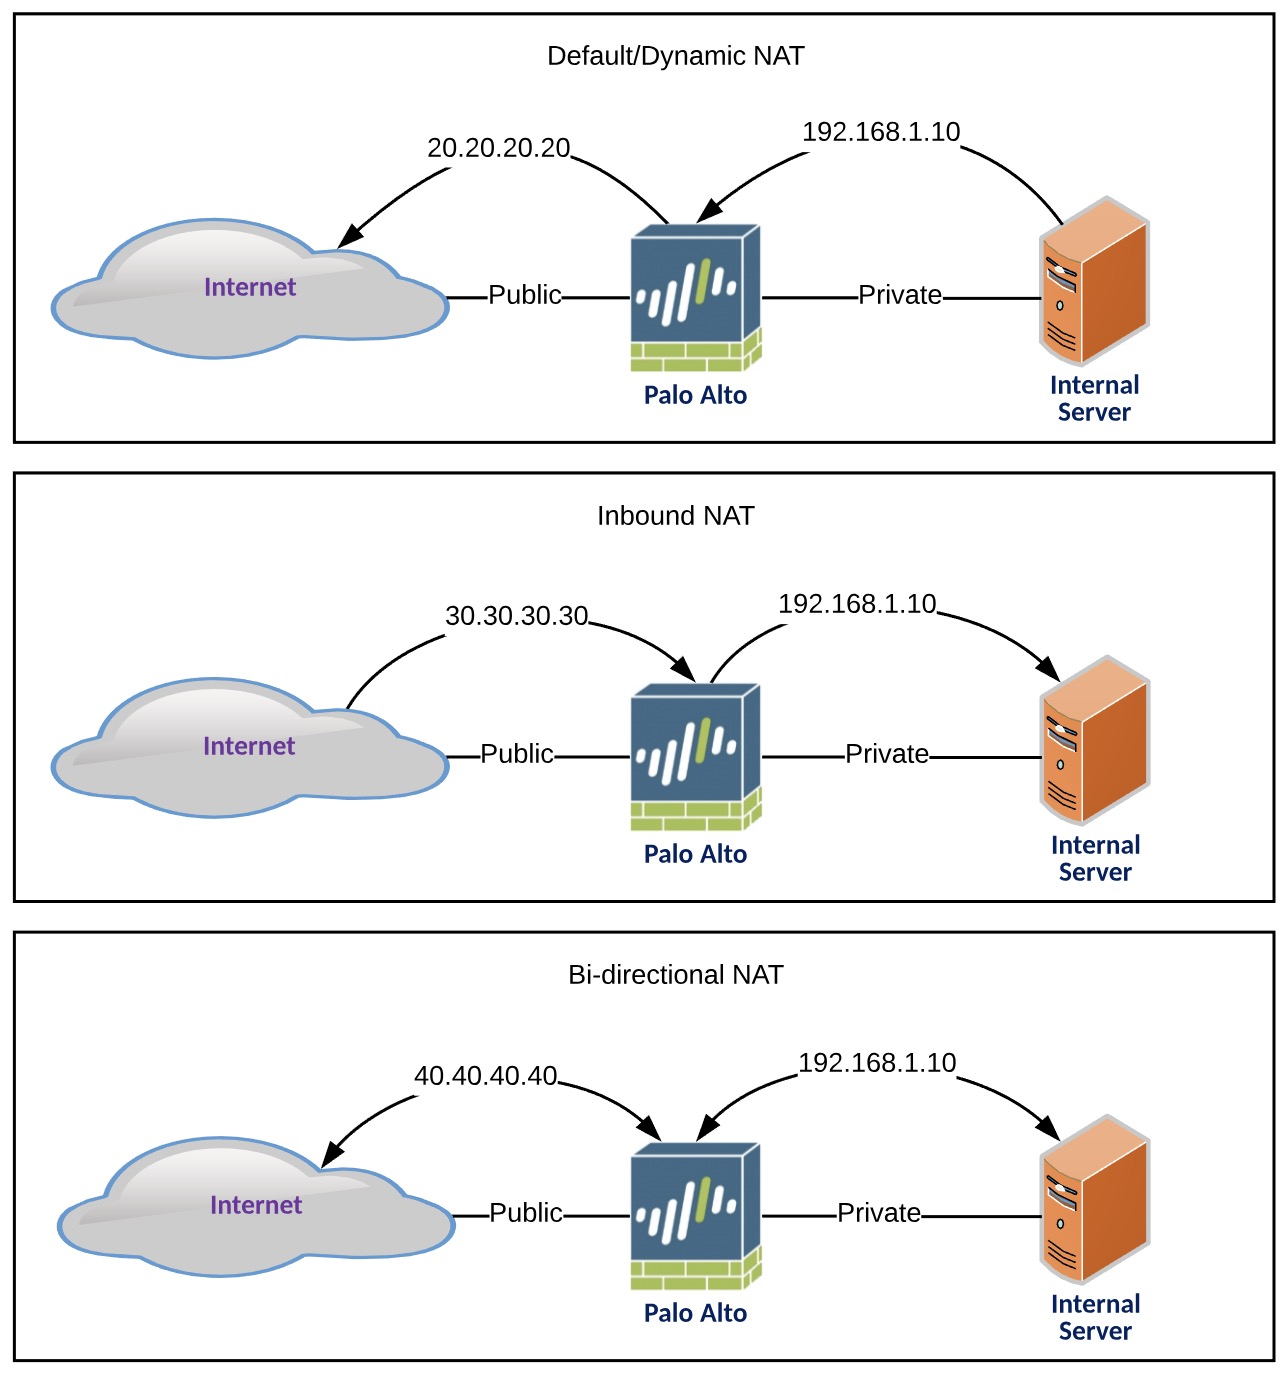 Default/Dynamic NAT
20.20.20.20
192.168.1.10
Internet
Public
Private
Palo Alto
Internal
Server
Inbound NAT
30.30.30.30
192.168.1.10
Internet
Public
Private
Palo Alto
Internal
Server
Bi-directional NAT
40.40.40.40
192.168.1.10
Internet
Public
Private
Palo Alto
Internal
Server